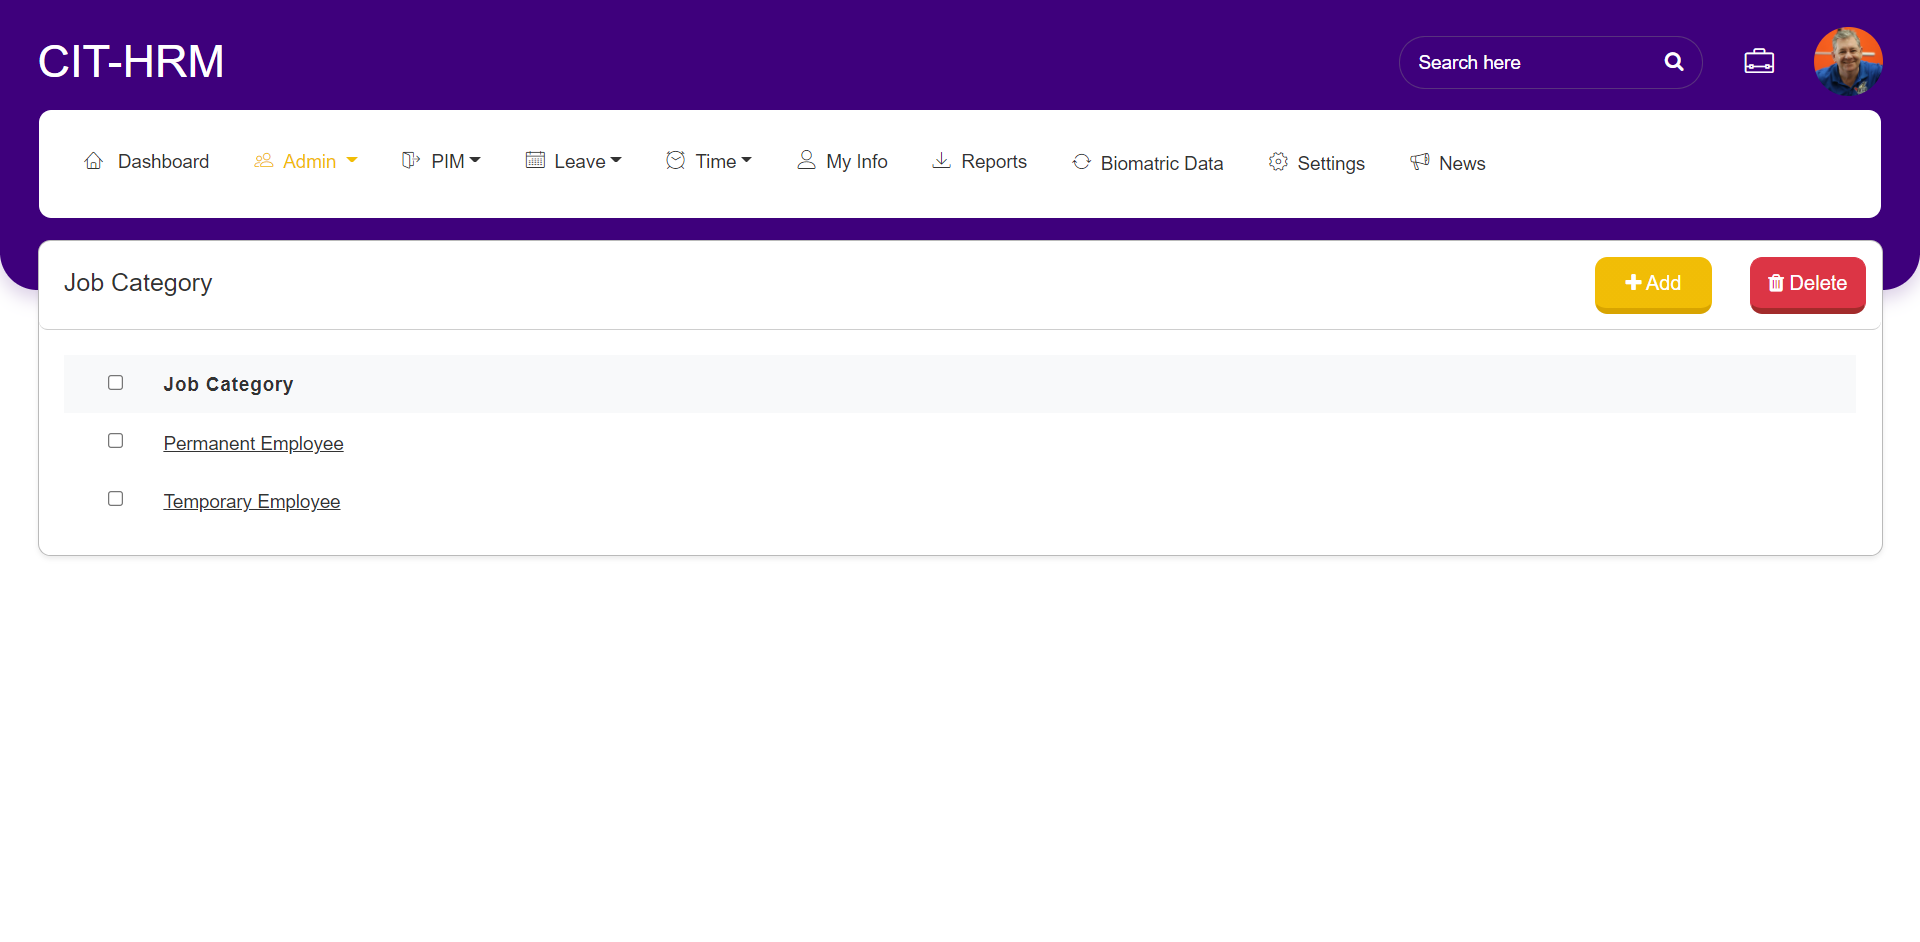 CIT-HRM
Search here
Dashboard Admin PIM Leave Time My Info Reports Biomatric Data Settings News
Job Category
Add Delete
Job Category
Permanent Employee
Temporary Employee